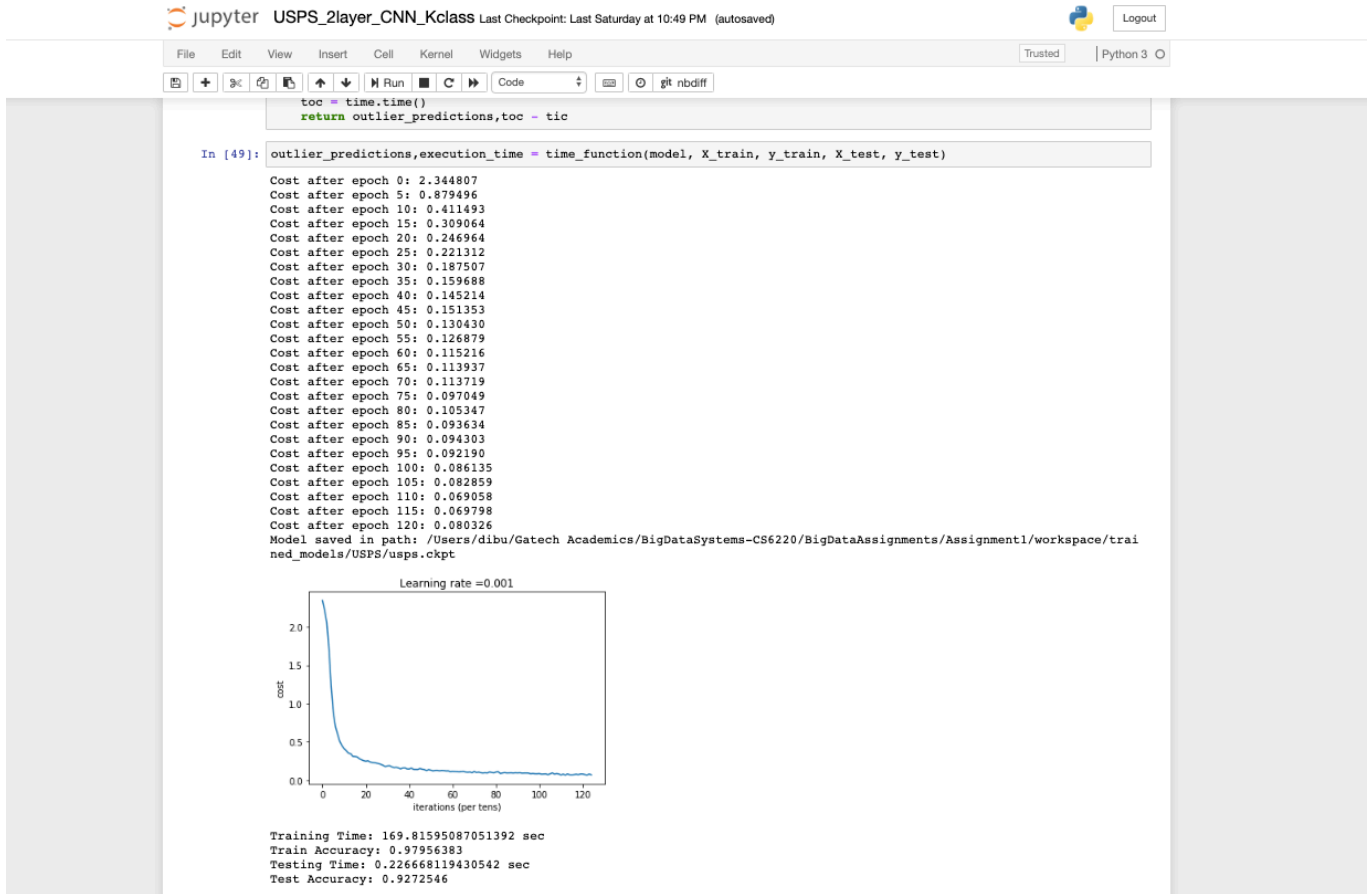 jupyter USPS_2layer_CNN_Kclass Last Checkpoint: Last Saturday at 10:49 PM (autosaved)
Logout
File Edit View Insert Cell Kernel Widgets Help
Trusted
Python 3
Run
Code
git nbdiff
toc = time.time()
return outlier_predictions,toc - tic
In [49]: outlier_predictions,execution_time = time_function(model, X_train, y_train, X_test, y_test)
Cost after epoch 0: 2.344807
Cost after epoch 5: 0.879496
Cost after epoch 10: 0.411493
Cost after epoch 15: 0.309064
Cost after epoch 20: 0.246964
Cost after epoch 25: 0.221312
Cost after epoch 30: 0.187507
Cost after epoch 35: 0.159688
Cost after epoch 40: 0.145214
Cost after epoch 45: 0.151353
Cost after epoch 50: 0.130430
Cost after epoch 55: 0.126879
Cost after epoch 60: 0.115216
Cost after epoch 65: 0.113937
Cost after epoch 70: 0.113719
Cost after epoch 75: 0.097049
Cost after epoch 80: 0.105347
Cost after epoch 85: 0.093634
Cost after epoch 90: 0.094303
Cost after epoch 95: 0.092190
Cost after epoch 100: 0.086135
Cost after epoch 105: 0.082859
Cost after epoch 110: 0.069058
Cost after epoch 115: 0.069798
Cost after epoch 120: 0.080326
Model saved in path: /Users/dibu/Gatech Academics/BigDataSystems-CS6220/BigDataAssignments/Assignment1/workspace/trai
ned_models/USPS/usps.ckpt
Learning rate =0.001
2.0
1.5
1.0
0.5
0.0
cost
0 20 40 60 80 100 120
iterations (per tens)
Training Time: 169.81595087051392 sec
Train Accuracy: 0.97956383
Testing Time: 0.226668119430542 sec
Test Accuracy: 0.9272546